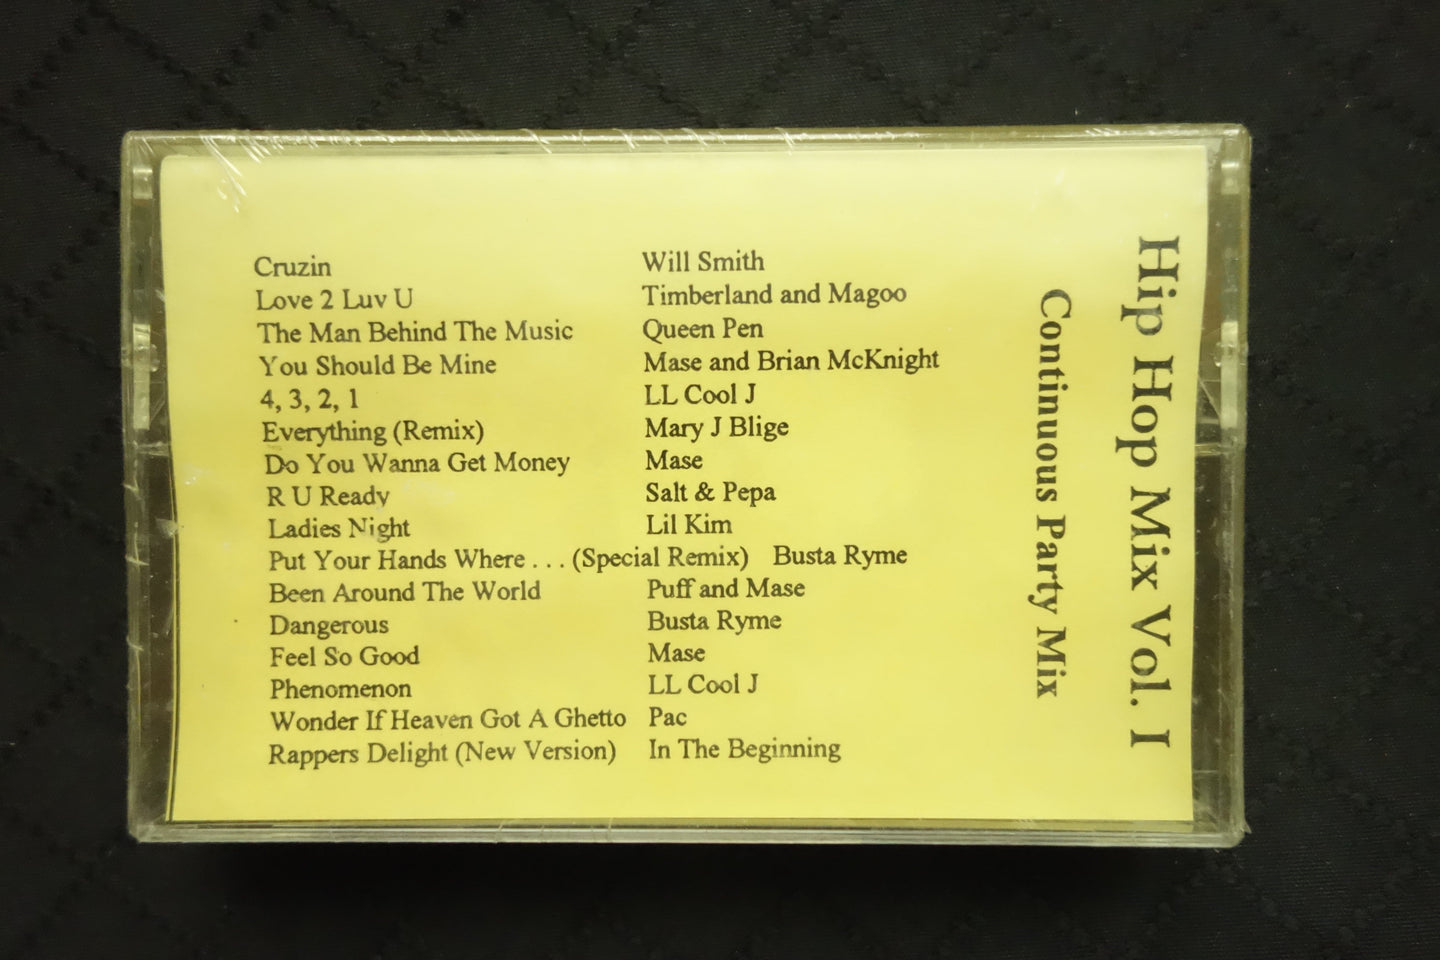 Hip Hop Mix Vol. I
Continuous Party Mix
Cruzin Will Smith
Love 2 Luv U Timberland and Magoo
The Man Behind The Music Queen Pen
You Should Be Mine Mase and Brian McKnight
4, 3, 2, 1 LL Cool J
Everything (Remix) Mary J Blige
Do You Wanna Get Money Mase
R U Ready Salt & Pepa
Ladies Night Lil Kim
Put Your Hands Where . . . (Special Remix) Busta Ryme
Been Around The World Puff and Mase
Dangerous Busta Ryme
Feel So Good Mase
Phenomenon LL Cool J
Wonder If Heaven Got A Ghetto Pac
Rappers Delight (New Version) In The Beginning